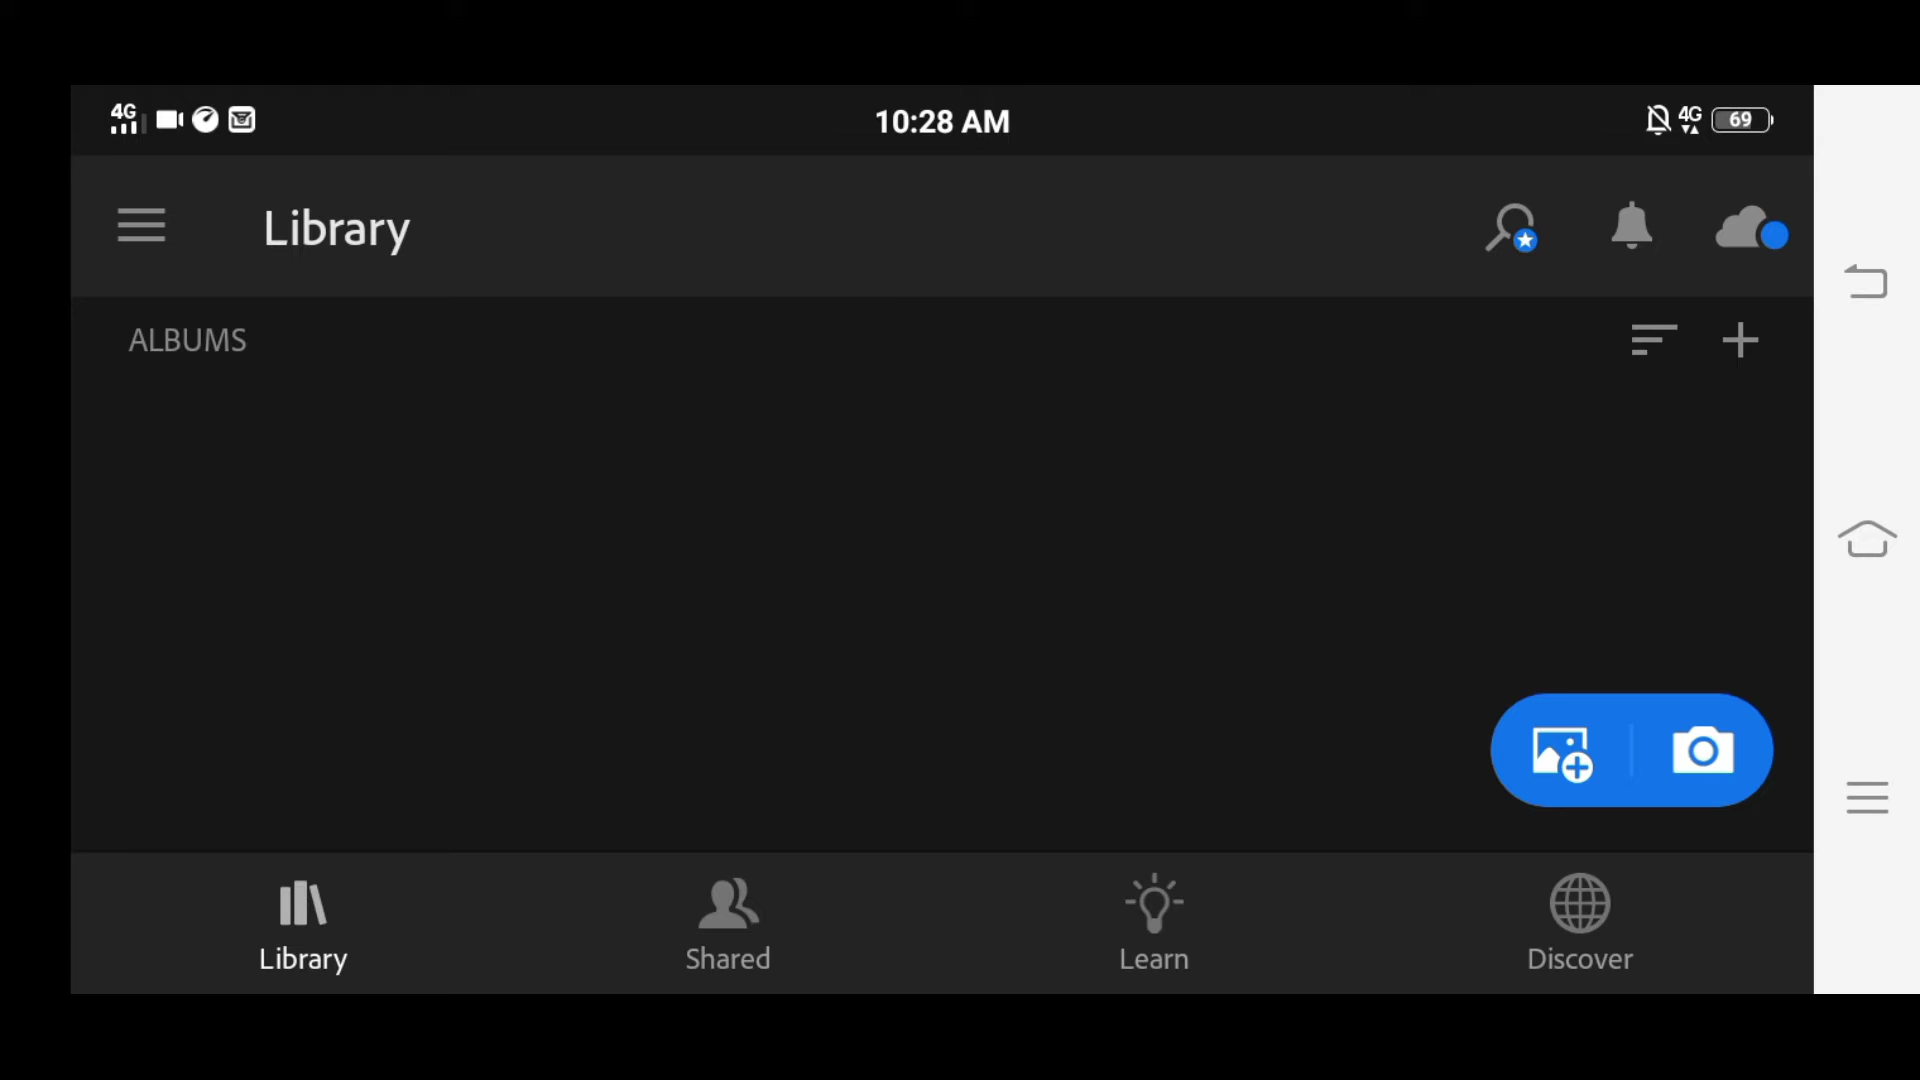 4G
10:28 AM
4G
69
Library
ALBUMS
Library
Shared
Learn
Discover